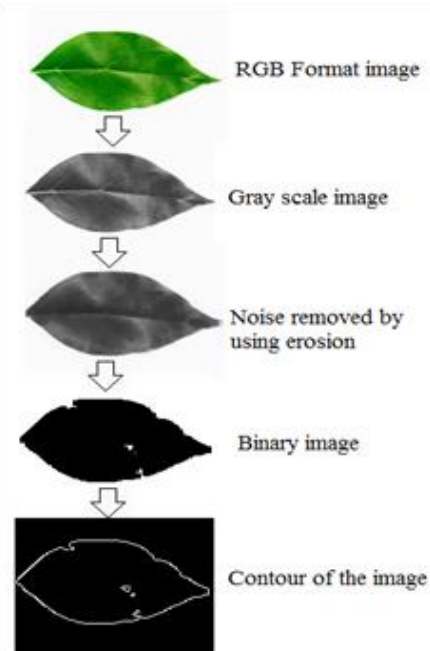 RGB Format image
Gray scale image
Noise removed by
using erosion
Binary image
Contour of the image